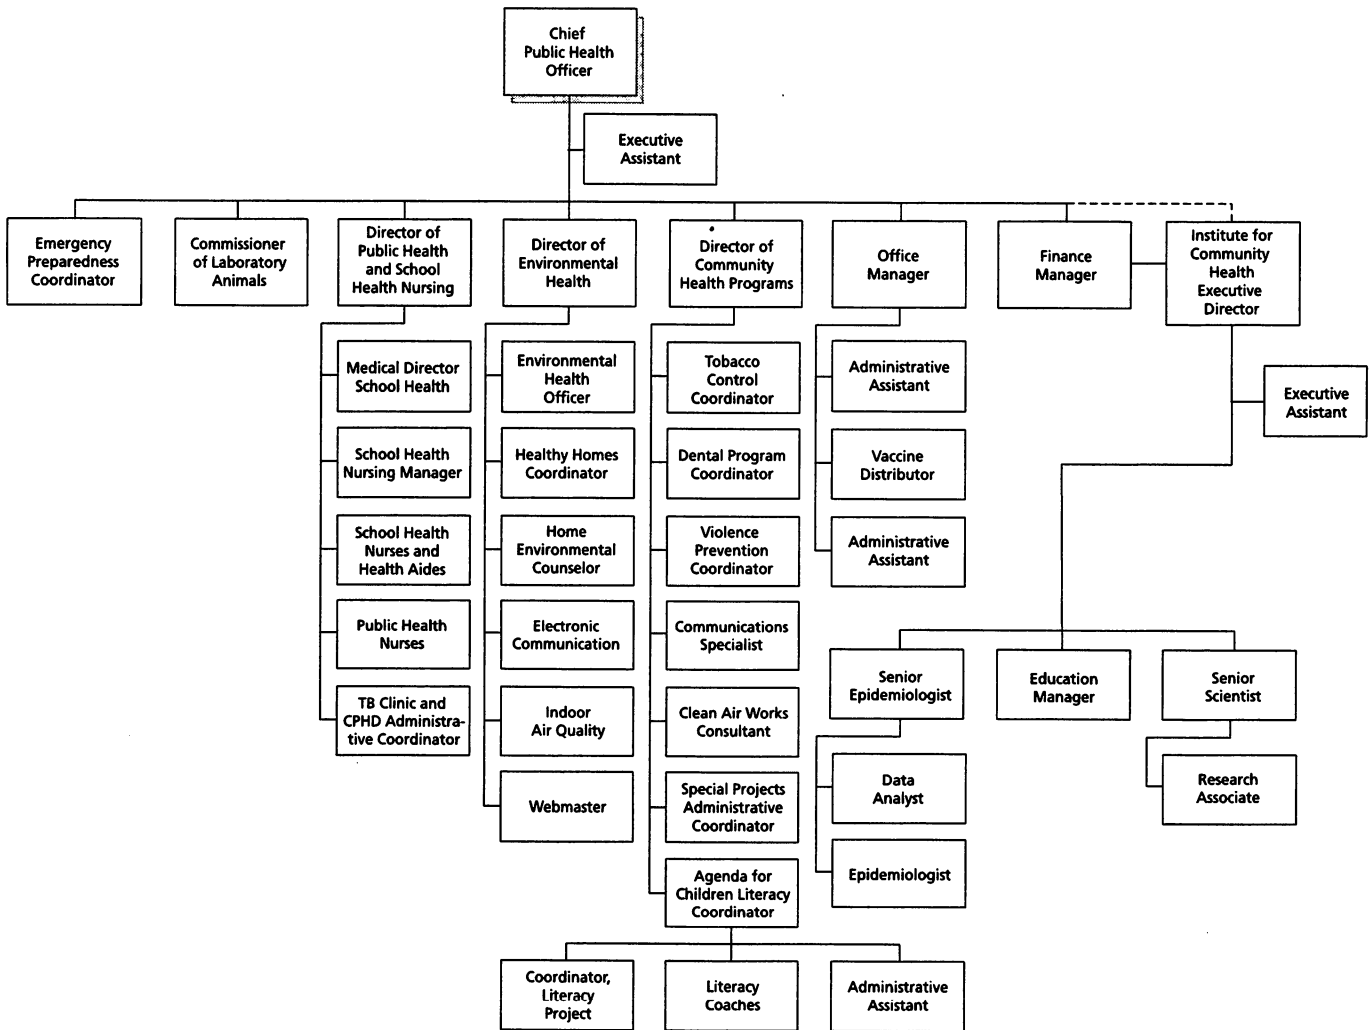 Chief
Public Health
Officer
Executive
Assistant
Emergency
Preparedness
Coordinator
Commissioner
of Laboratory
Animals
Director of
Public Health
and School
Health Nursing
Director of
Environmental
Health
Director of
Community
Health Programs
Office
Manager
Finance
Manager
Institute for
Community
Health
Executive
Director
Medical Director
School Health
School Health
Nursing Manager
School Health
Nurses and
Health Aides
Public Health
Nurses
TB Clinic and
CPHD Administra-
tive Coordinator
Environmental
Health
Officer
Healthy Homes
Coordinator
Home
Environmental
Counselor
Electronic
Communication
Indoor
Air Quality
Webmaster
Tobacco
Control
Coordinator
Dental Program
Coordinator
Violence
Prevention
Coordinator
Communications
Specialist
Clean Air Works
Consultant
Special Projects
Administrative
Coordinator
Agenda for
Children Literacy
Coordinator
Coordinator,
Literacy
Project
Literacy
Coaches
Administrative
Assistant
Administrative
Assistant
Vaccine
Distributor
Administrative
Assistant
Executive
Assistant
Senior
Epidemiologist
Education
Manager
Senior
Scientist
Data
Analyst
Epidemiologist
Research
Associate